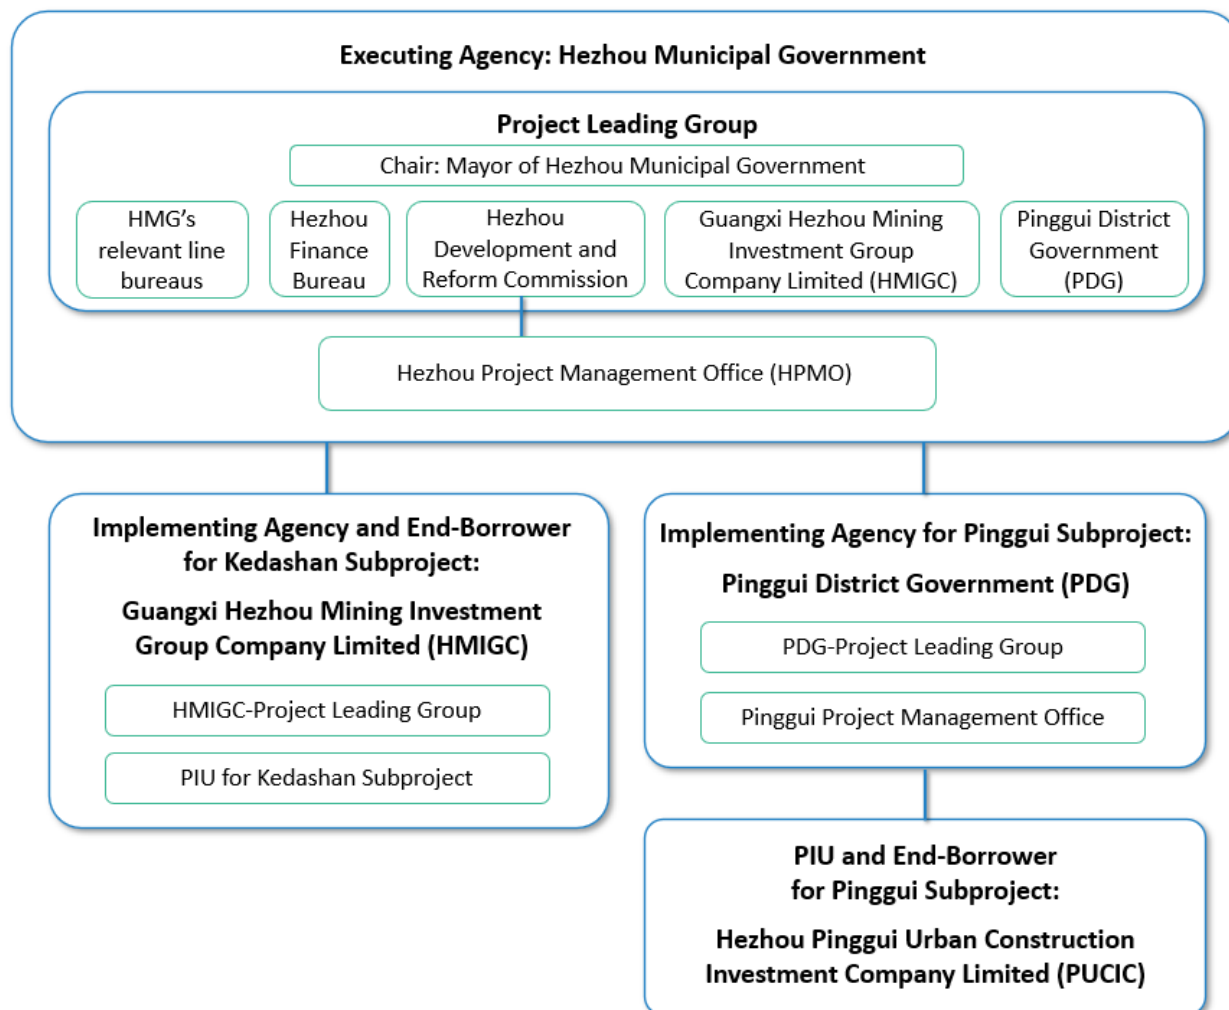 Executing Agency: Hezhou Municipal Government
Project Leading Group
Chair: Mayor of Hezhou Municipal Government
HMG's
relevant line
bureaus
Hezhou
Finance
Bureau
Hezhou
Development and
Reform Commission
Guangxi Hezhou Mining
Investment Group
Company Limited (HMIGC)
Pinggui District
Government
(PDG)
Hezhou Project Management Office (HPMO)
Implementing Agency and End-Borrower
for Kedashan Subproject:
Guangxi Hezhou Mining Investment
Group Company Limited (HMIGC)
HMIGC-Project Leading Group
PIU for Kedashan Subproject
Implementing Agency for Pinggui Subproject:
Pinggui District Government (PDG)
PDG-Project Leading Group
Pinggui Project Management Office
PIU and End-Borrower
for Pinggui Subproject:
Hezhou Pinggui Urban Construction
Investment Company Limited (PUCIC)